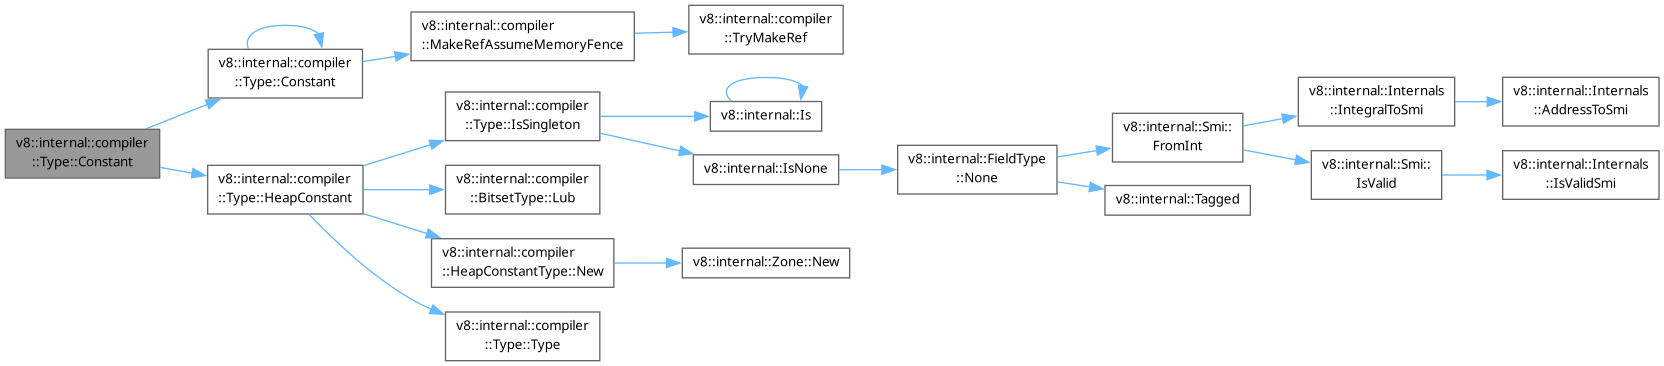 v8::internal::compiler
::Type::Constant
v8::internal::compiler
::Type::Constant
v8::internal::compiler
::MakeRefAssumeMemoryFence
v8::internal::compiler
::TryMakeRef
v8::internal::compiler
::Type::HeapConstant
v8::internal::compiler
::Type::IsSingleton
v8::internal::Is
v8::internal::IsNone
v8::internal::FieldType
::None
v8::internal::Smi::
FromInt
v8::internal::Internals
::IntegralToSmi
v8::internal::Internals
::AddressToSmi
v8::internal::Smi::
IsValid
v8::internal::Internals
::IsValidSmi
v8::internal::Tagged
v8::internal::compiler
::BitsetType::Lub
v8::internal::compiler
::HeapConstantType::New
v8::internal::Zone::New
v8::internal::compiler
::Type::Type